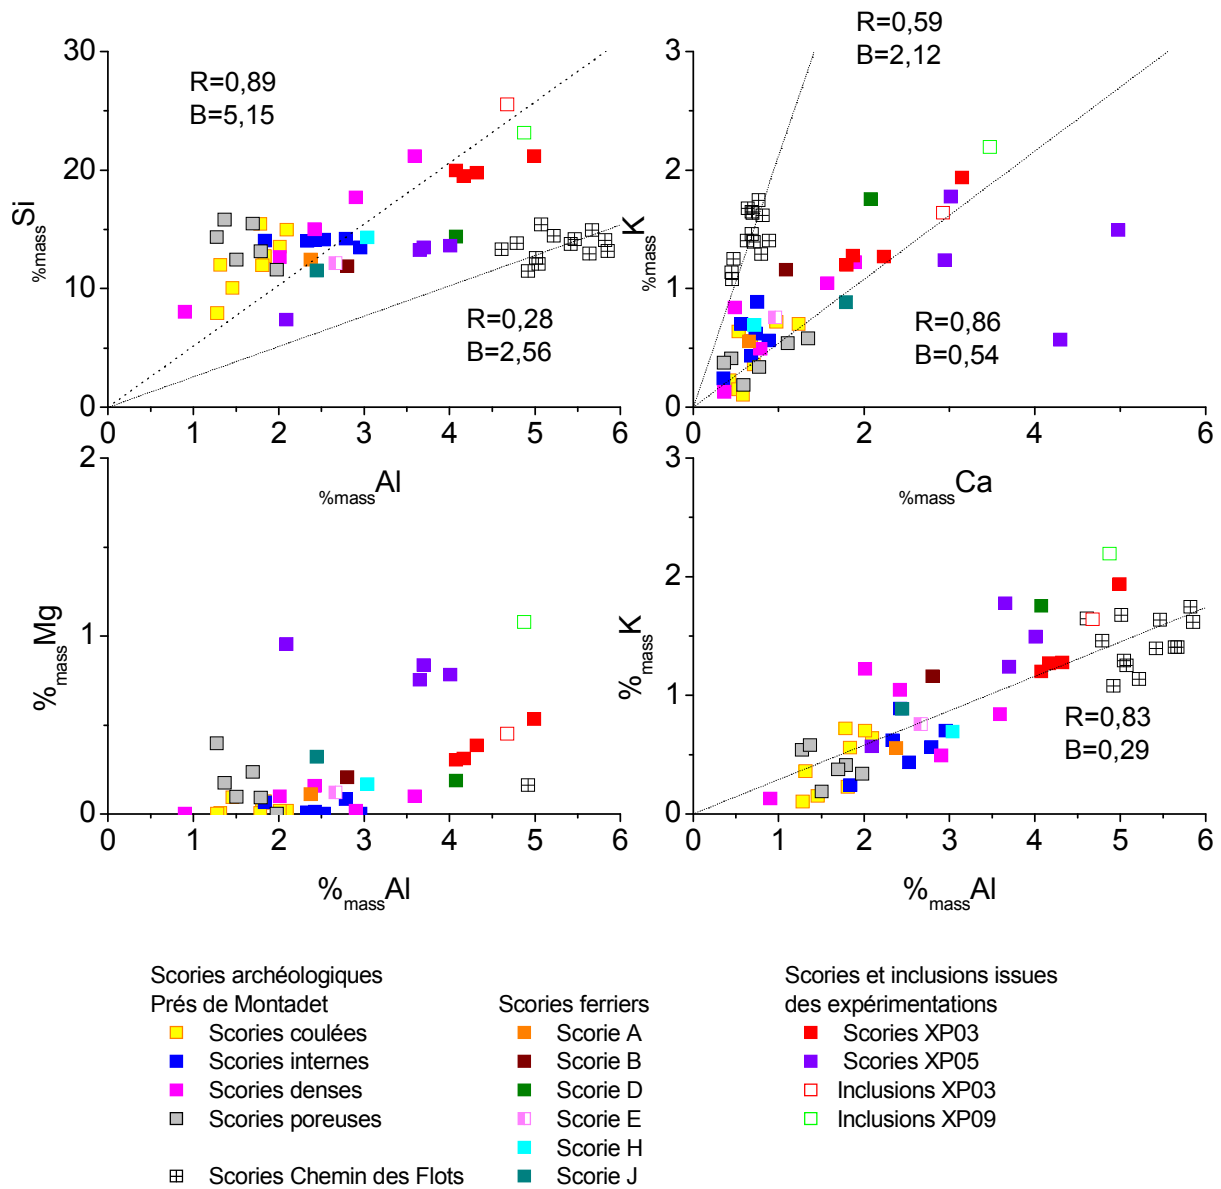 R=0,89
B=5,15
R=0,28
B=2,56
30
20
10
0
%massSi
0 1 2 3 4 5 6
%massAl
R=0,59
B=2,12
R=0,86
B=0,54
3
2
1
0
%massK
0 2 4 6
%massCa
2
1
0
%massMg
0 1 2 3 4 5 6
%massAl
3
2
1
0
%massK
R=0,83
B=0,29
0 1 2 3 4 5 6
%massAl
Scories archéologiques
Prés de Montadet
Scories coulées
Scories internes
Scories denses
Scories poreuses
Scories Chemin des Flots
Scories ferriers
Scorie A
Scorie B
Scorie D
Scorie E
Scorie H
Scorie J
Scories et inclusions issues
des expérimentations
Scories XP03
Scories XP05
Inclusions XP03
Inclusions XP09